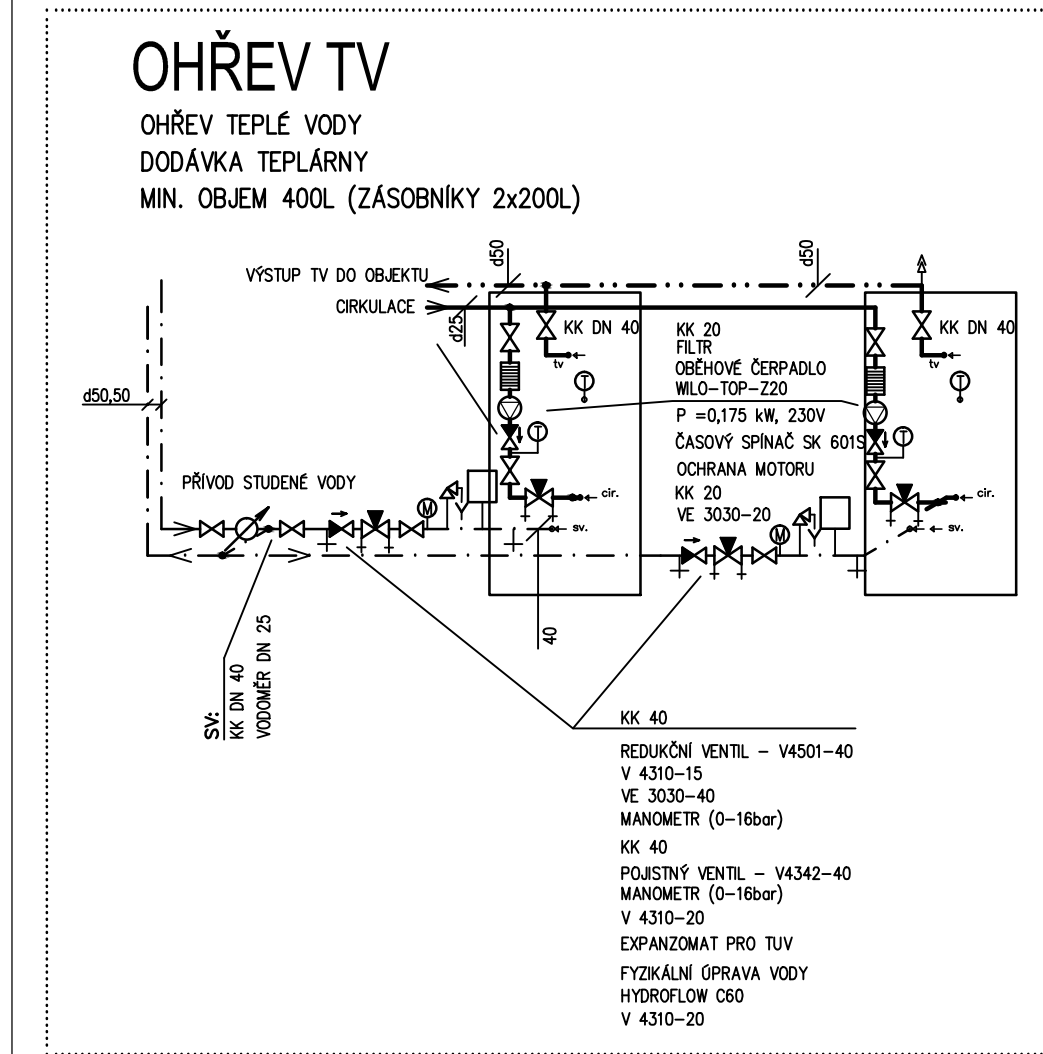 OHŘEV TV
OHŘEV TEPLÉ VODY
DODÁVKA TEPLÁRNY
MIN. OBJEM 400L (ZÁSOBNÍKY 2x200L)
d50
d50
VÝSTUP TV DO OBJEKTU
CIRKULACE
d25
KK DN 40
tv
T
KK 20
FILTR
OBĚHOVÉ ČERPADLO
WILO-TOP-Z20
P =0,175 kW, 230V
ČASOVÝ SPÍNAČ SK 601S
OCHRANA MOTORU
KK 20
VE 3030-20
KK DN 40
tv
T
d50,50
T
T
PŘÍVOD STUDENÉ VODY
cir.
cir.
M
sv.
M
sv.
40
SV:
KK DN 40
VODOMĚR DN 25
KK 40
REDUKČNÍ VENTIL – V4501-40
V 4310-15
VE 3030-40
MANOMETR (0-16bar)
KK 40
POJISTNÝ VENTIL – V4342-40
MANOMETR (0-16bar)
V 4310-20
EXPANZOMAT PRO TUV
FYZIKÁLNÍ ÚPRAVA VODY
HYDROFLOW C60
V 4310-20